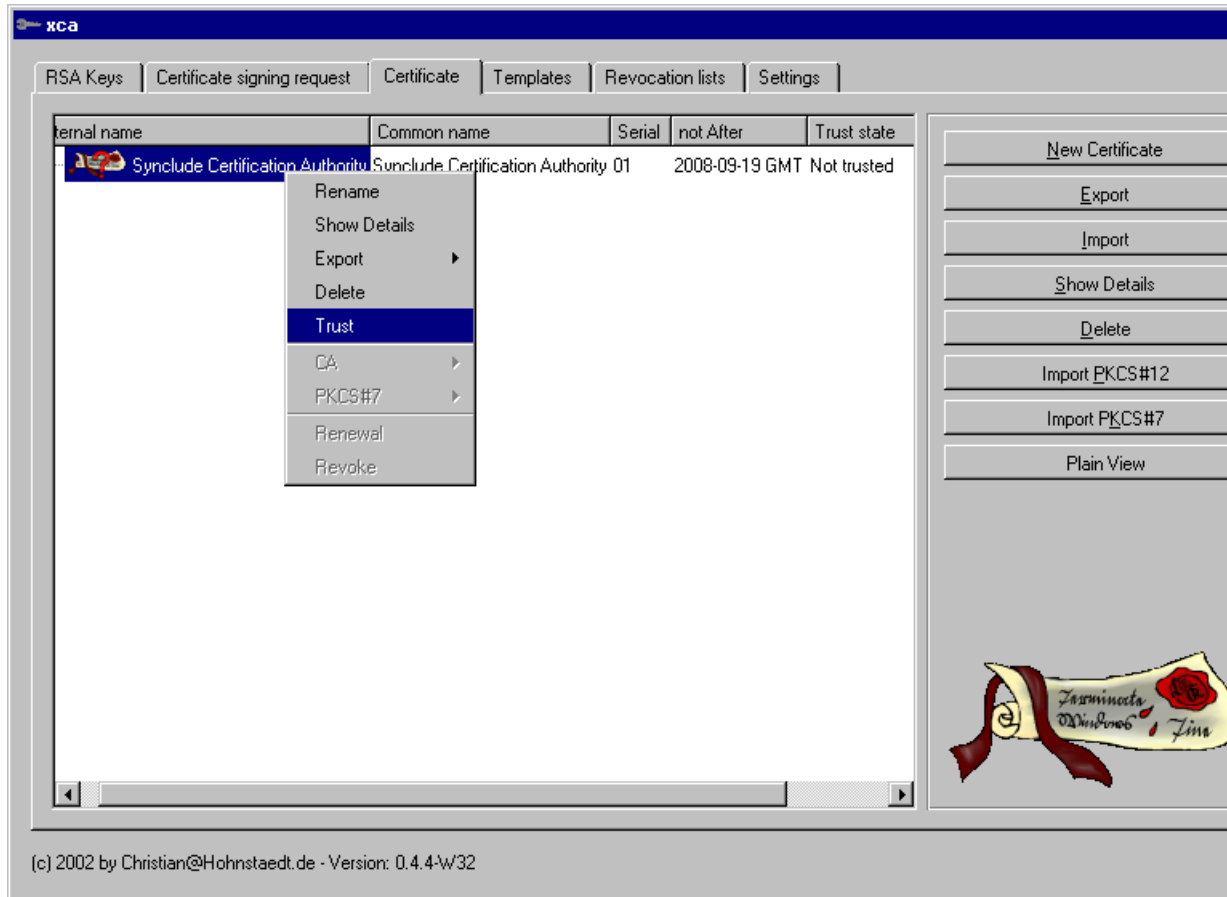 xca
RSA Keys Certificate signing request Certificate Templates Revocation lists Settings
ternal name Common name Serial not After Trust state
Synclude Certification Authority Synclude Certification Authority 01 2008-09-19 GMT Not trusted
Rename
Show Details
Export
Delete
Trust
CA
PKCS#7
Renewal
Revoke
New Certificate
Export
Import
Show Details
Delete
Import PKCS#12
Import PKCS#7
Plain View
Terminate
Windows
Time
(c) 2002 by Christian@Hohnstaedt.de - Version: 0.4.4-W32